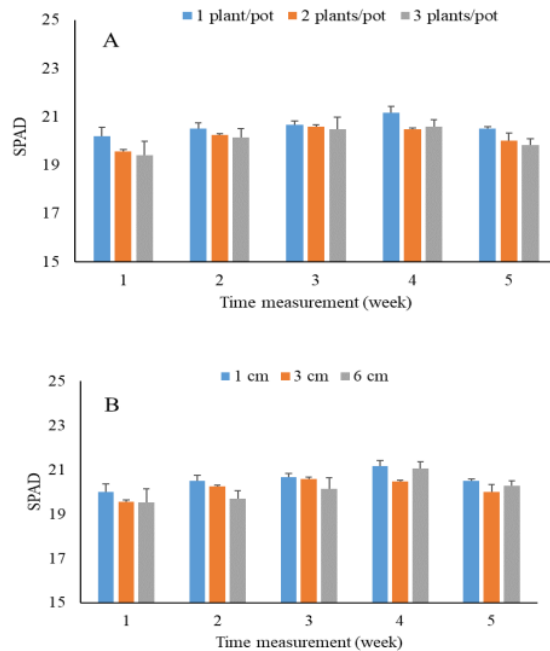 A
1 plant/pot 2 plants/pot 3 plants/pot
25
23
21
19
17
15
SPAD
1 2 3 4 5
Time measurement (week)
B
1 cm 3 cm 6 cm
25
23
21
19
17
15
SPAD
1 2 3 4 5
Time measurement (week)